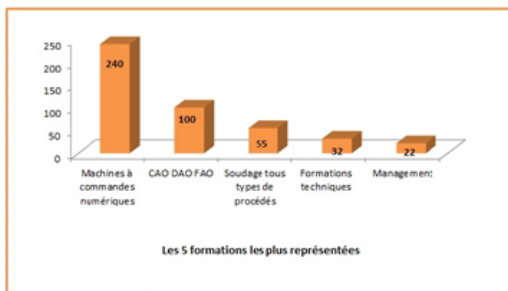 250
200
150
100
50
0
240
100
55
32
22
Machines à
commandes
numériques
CAO DAO FAO
Soudage tous
types de
procédés
Formations
techniques
Management
Les 5 formations les plus représentées